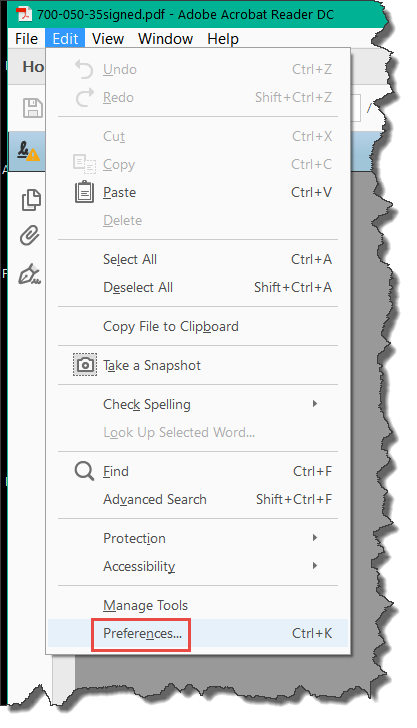 700-050-35signed.pdf - Adobe Acrobat Reader DC
File Edit View Window Help
Ho
Undo Ctrl+Z
Redo Shift+Ctrl+Z
Cut Ctrl+X
Copy Ctrl+C
Paste Ctrl+V
Delete
Select All Ctrl+A
Deselect All Shift+Ctrl+A
Copy File to Clipboard
Take a Snapshot
Check Spelling
Look Up Selected Word...
Find Ctrl+F
Advanced Search Shift+Ctrl+F
Protection
Accessibility
Manage Tools
Preferences... Ctrl+K